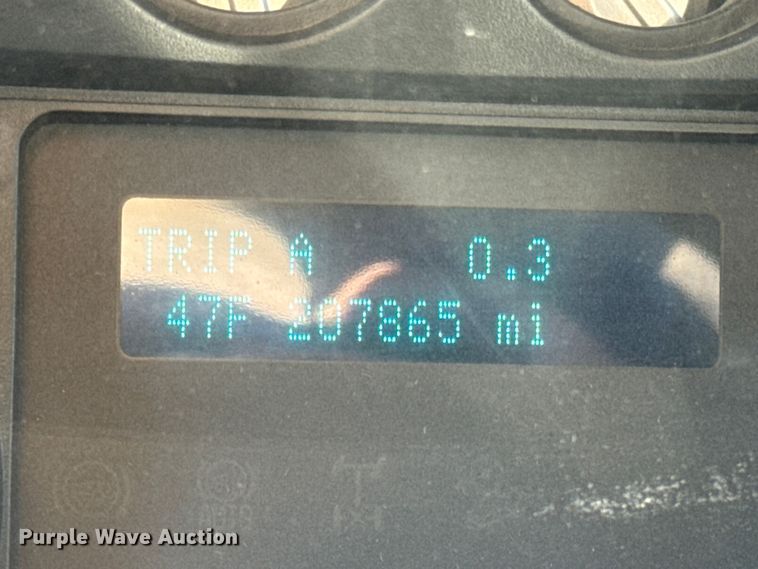 TRIP A 0.3
47F 207865 mi
Purple Wave Auction